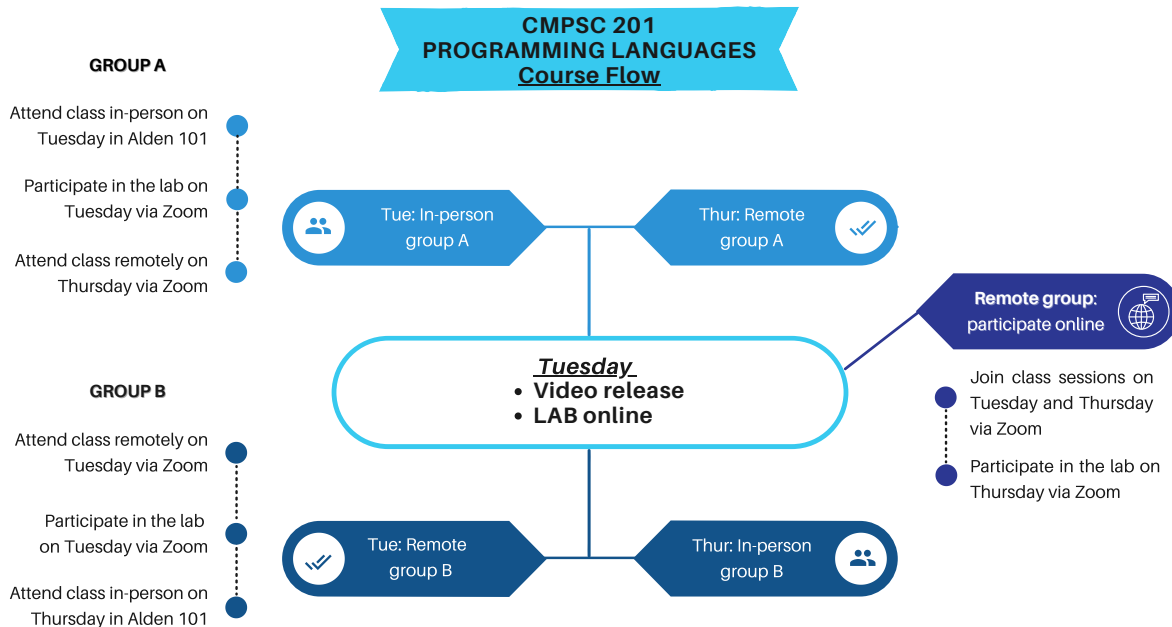 CMPSC 201
PROGRAMMING LANGUAGES
Course Flow
GROUP A
Attend class in-person on
Tuesday in Alden 101
Participate in the lab on
Tuesday via Zoom
Attend class remotely on
Thursday via Zoom
Tue: In-person
group A
Thur: Remote
group A
Remote group:
participate online
Tuesday
• Video release
• LAB online
Join class sessions on
Tuesday and Thursday
via Zoom
Participate in the lab on
Thursday via Zoom
GROUP B
Attend class remotely on
Tuesday via Zoom
Participate in the lab
on Tuesday via Zoom
Attend class in-person on
Thursday in Alden 101
Tue: Remote
group B
Thur: In-person
group B